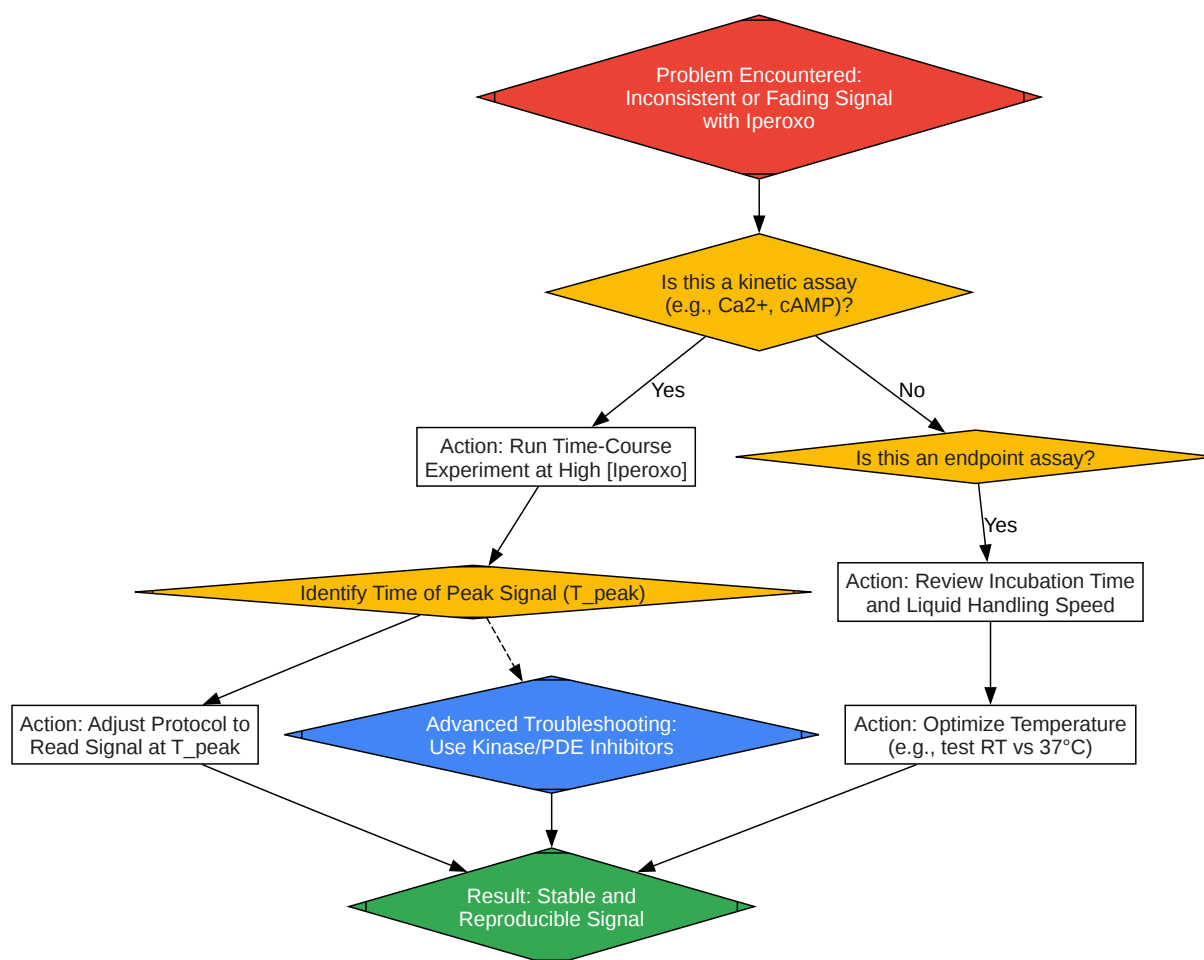 Problem Encountered:
Inconsistent or Fading Signal
with Iperoxo
Is this a kinetic assay
(e.g., Ca2+, cAMP)?
Yes
No
Action: Run Time-Course
Experiment at High [Iperoxo]
Is this an endpoint assay?
Yes
Identify Time of Peak Signal (T_peak)
Action: Review Incubation Time
and Liquid Handling Speed
Action: Adjust Protocol to
Read Signal at T_peak
Advanced Troubleshooting:
Use Kinase/PDE Inhibitors
Action: Optimize Temperature
(e.g., test RT vs 37°C)
Result: Stable and
Reproducible Signal